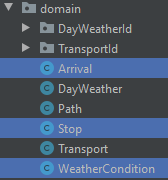 domain
DayWeatherId
TransportId
Arrival
DayWeather
Path
Stop
Transport
WeatherCondition